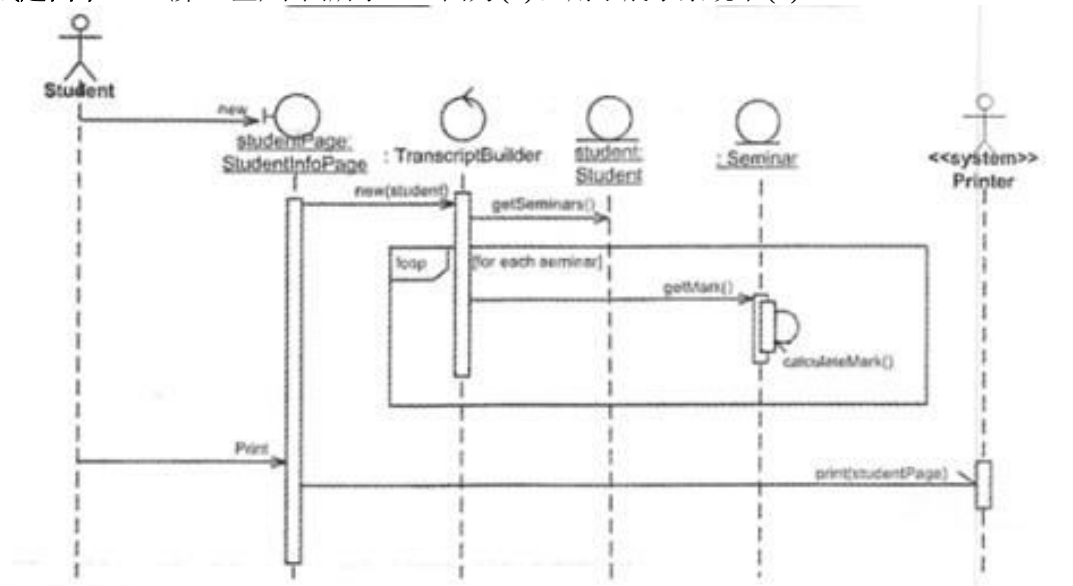 Student
new
studentPage:
StudentInfoPage
: TranscriptBuilder
student:
Student
: Seminar
<<system>>
Printer
new(student)
getSeminars()
loop
[for each seminar]
getMark()
calculateMark()
Print
print(studentPage)